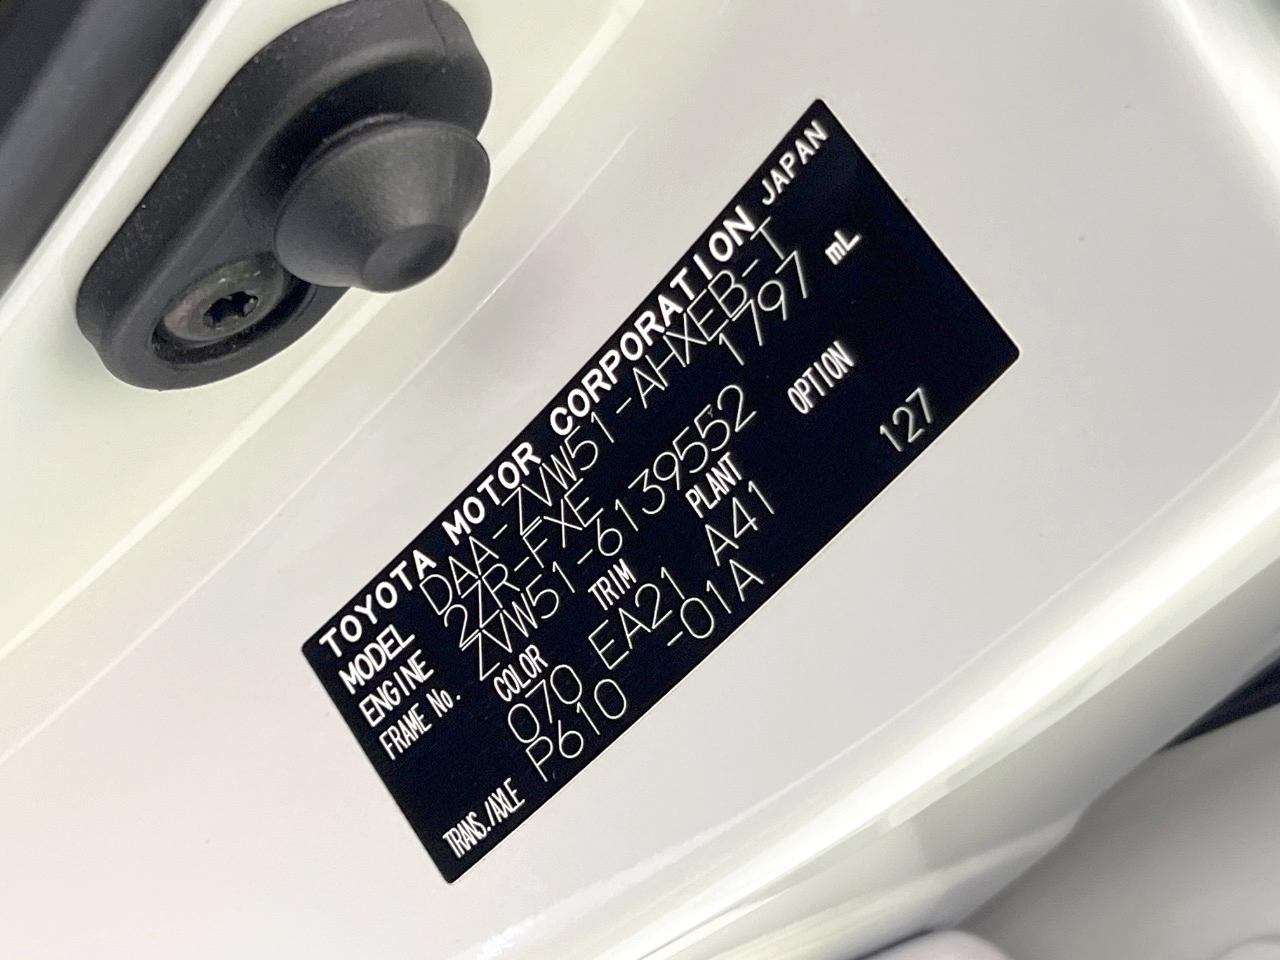 TOYOTA MOTOR CORPORATION JAPAN
MODEL DAA-ZVW51-AHXEB-T
ENGINE 2ZR-FXE 1797 mL
FRAME No. ZVW51-6139552
COLOR TRIM PLANT OPTION
070 EA21 A41 127
TRANS./AXLE P610 -01A